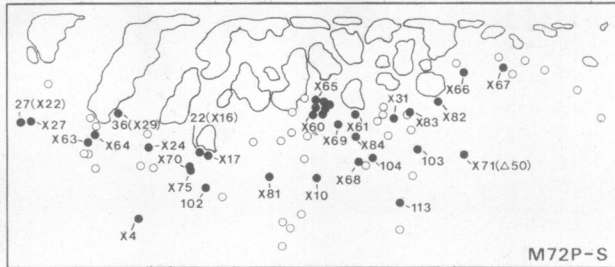 X65
X66
X67
27(X22)
X27
36(X29)
22(X16)
X60
X61
X31
X83
X82
X63
X64
X24
X69
X84
X70
X17
X68
104
103
X71(△50)
X75
102
X81
X10
113
X4
M72P-S